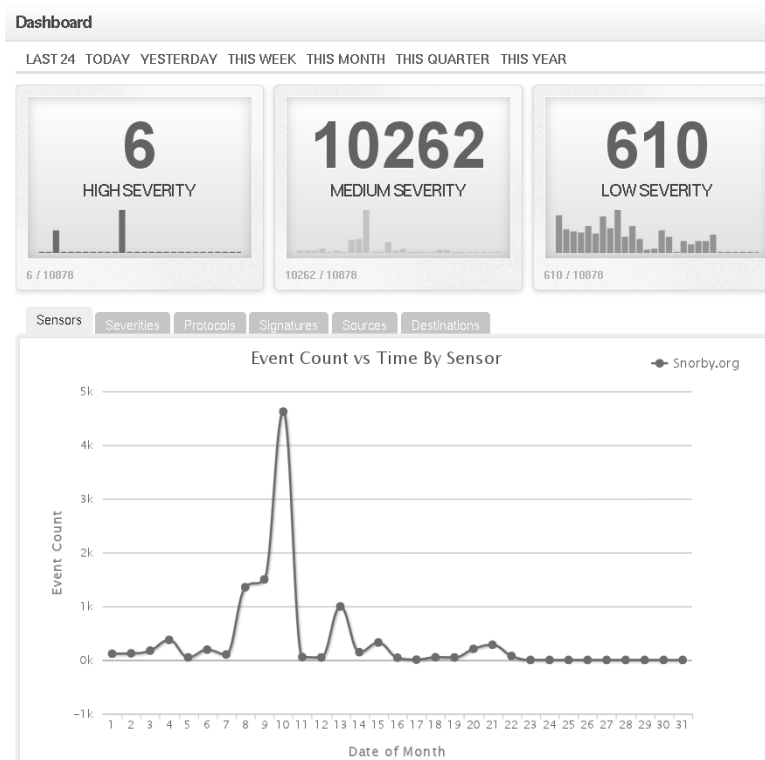 Dashboard
LAST 24 TODAY YESTERDAY THIS WEEK THIS MONTH THIS QUARTER THIS YEAR
6
HIGH SEVERITY
6 / 10878
10262
MEDIUM SEVERITY
10262 / 10878
610
LOW SEVERITY
610 / 10878
Sensors Severities Protocols Signatures Sources Destinations
Event Count vs Time By Sensor
Snorby.org
5k
4k
3k
2k
1k
0k
-1k
Event Count
1 2 3 4 5 6 7 8 9 10 11 12 13 14 15 16 17 18 19 20 21 22 23 24 25 26 27 28 29 30 31
Date of Month